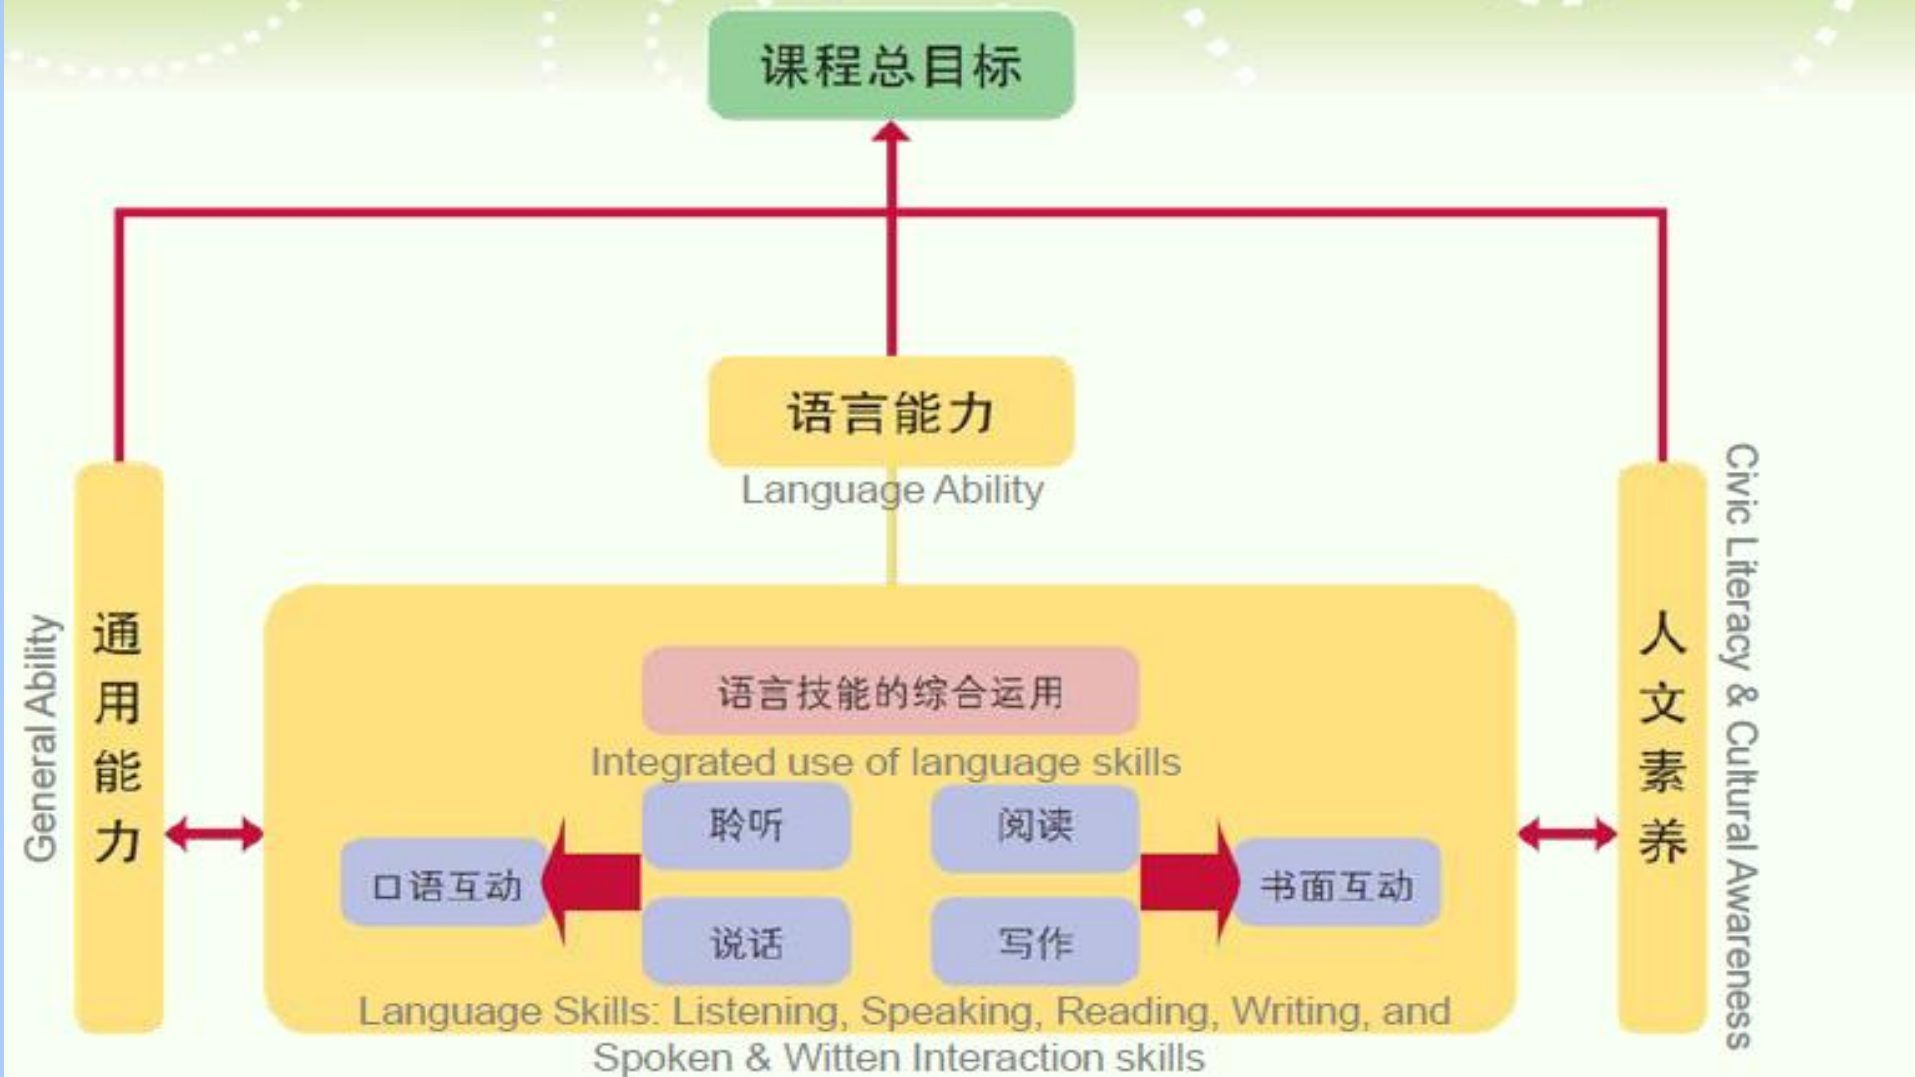 课程总目标
语言能力
Language Ability
通用能力
General Ability
人文素养
Civic Literacy & Cultural Awareness
语言技能的综合运用
Integrated use of language skills
聆听
阅读
口语互动
书面互动
说话
写作
Language Skills: Listening, Speaking, Reading, Writing, and
Spoken & Witten Interaction skills